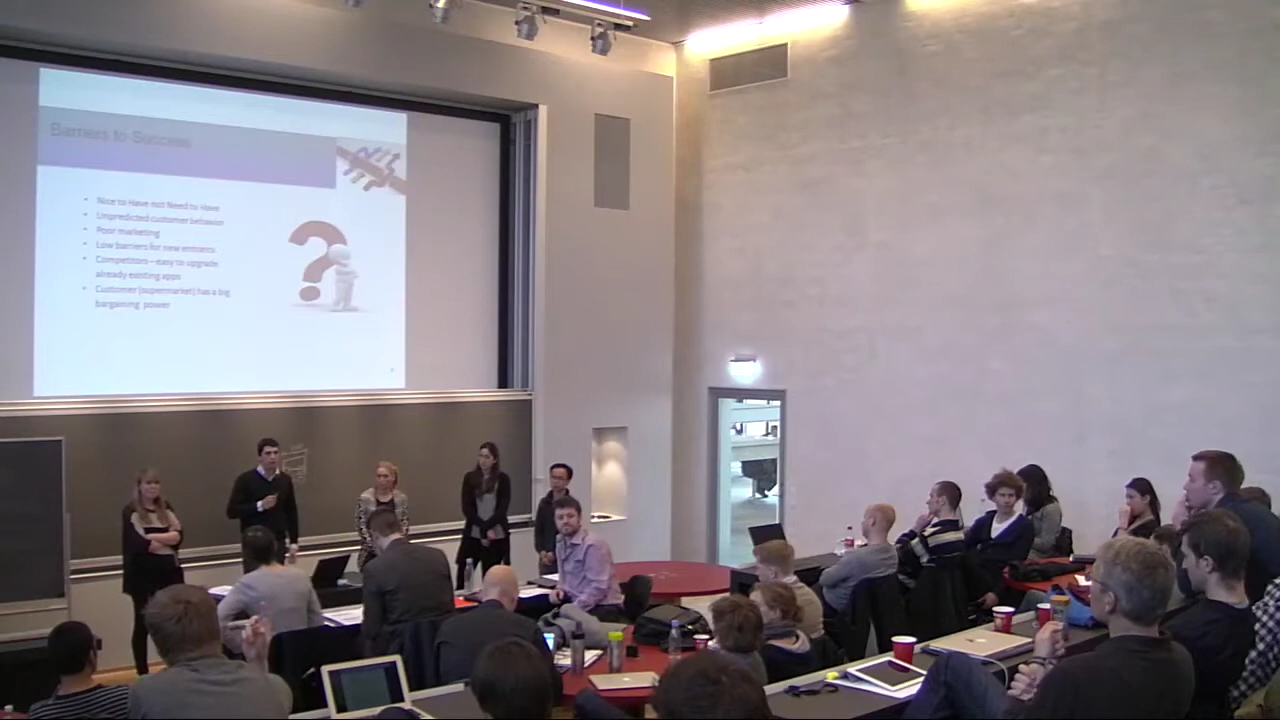 Barriers to Success
• Nice to Have not Need to Have
• Unpredicted customer behavior
• Poor marketing
• Low barriers for new entrants
• Competitors – easy to upgrade
already existing apps
• Customer (supermarket) has a big
bargaining power